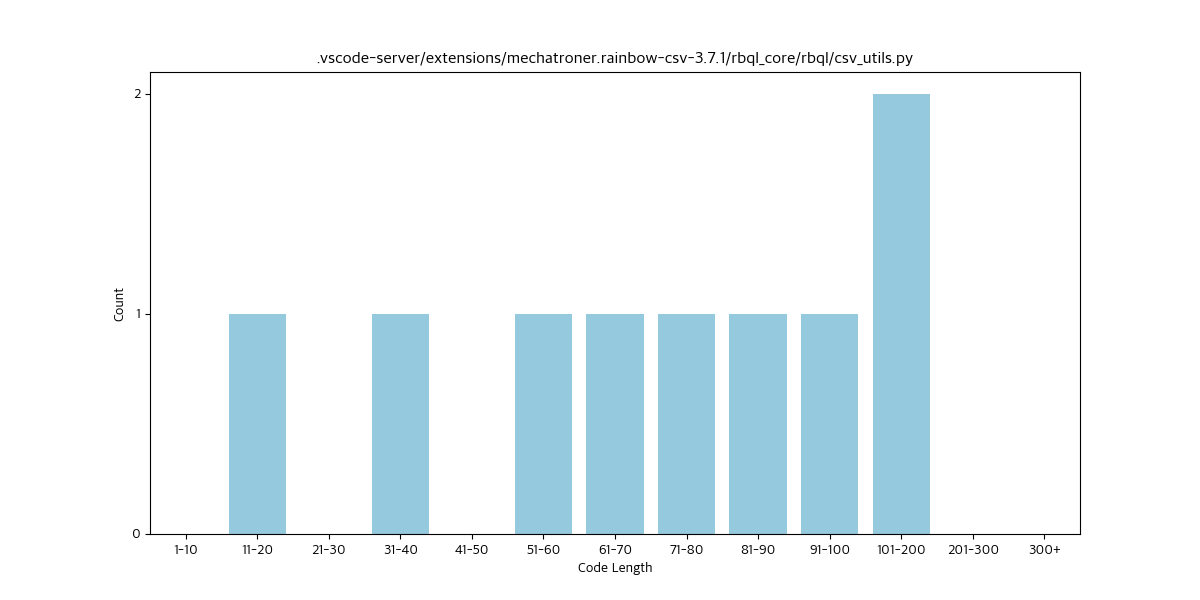 .vscode-server/extensions/mechatroner.rainbow-csv-3.7.1/rbql_core/rbql/csv_utils.py
2
1
0
Count
1-10 11-20 21-30 31-40 41-50 51-60 61-70 71-80 81-90 91-100 101-200 201-300 300+
Code Length